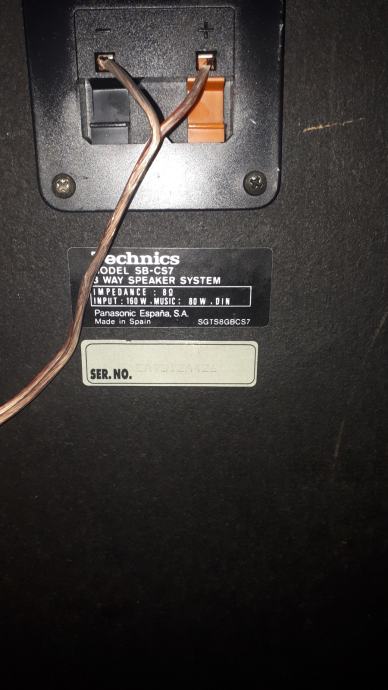 - +
Technics
MODEL SB-CS7
3 WAY SPEAKER SYSTEM
IMPEDANCE : 8Ω
INPUT : 160 W . MUSIC : 80 W . DIN
Panasonic España, S.A.
Made in Spain SGTS8GBCS7
SER. NO.